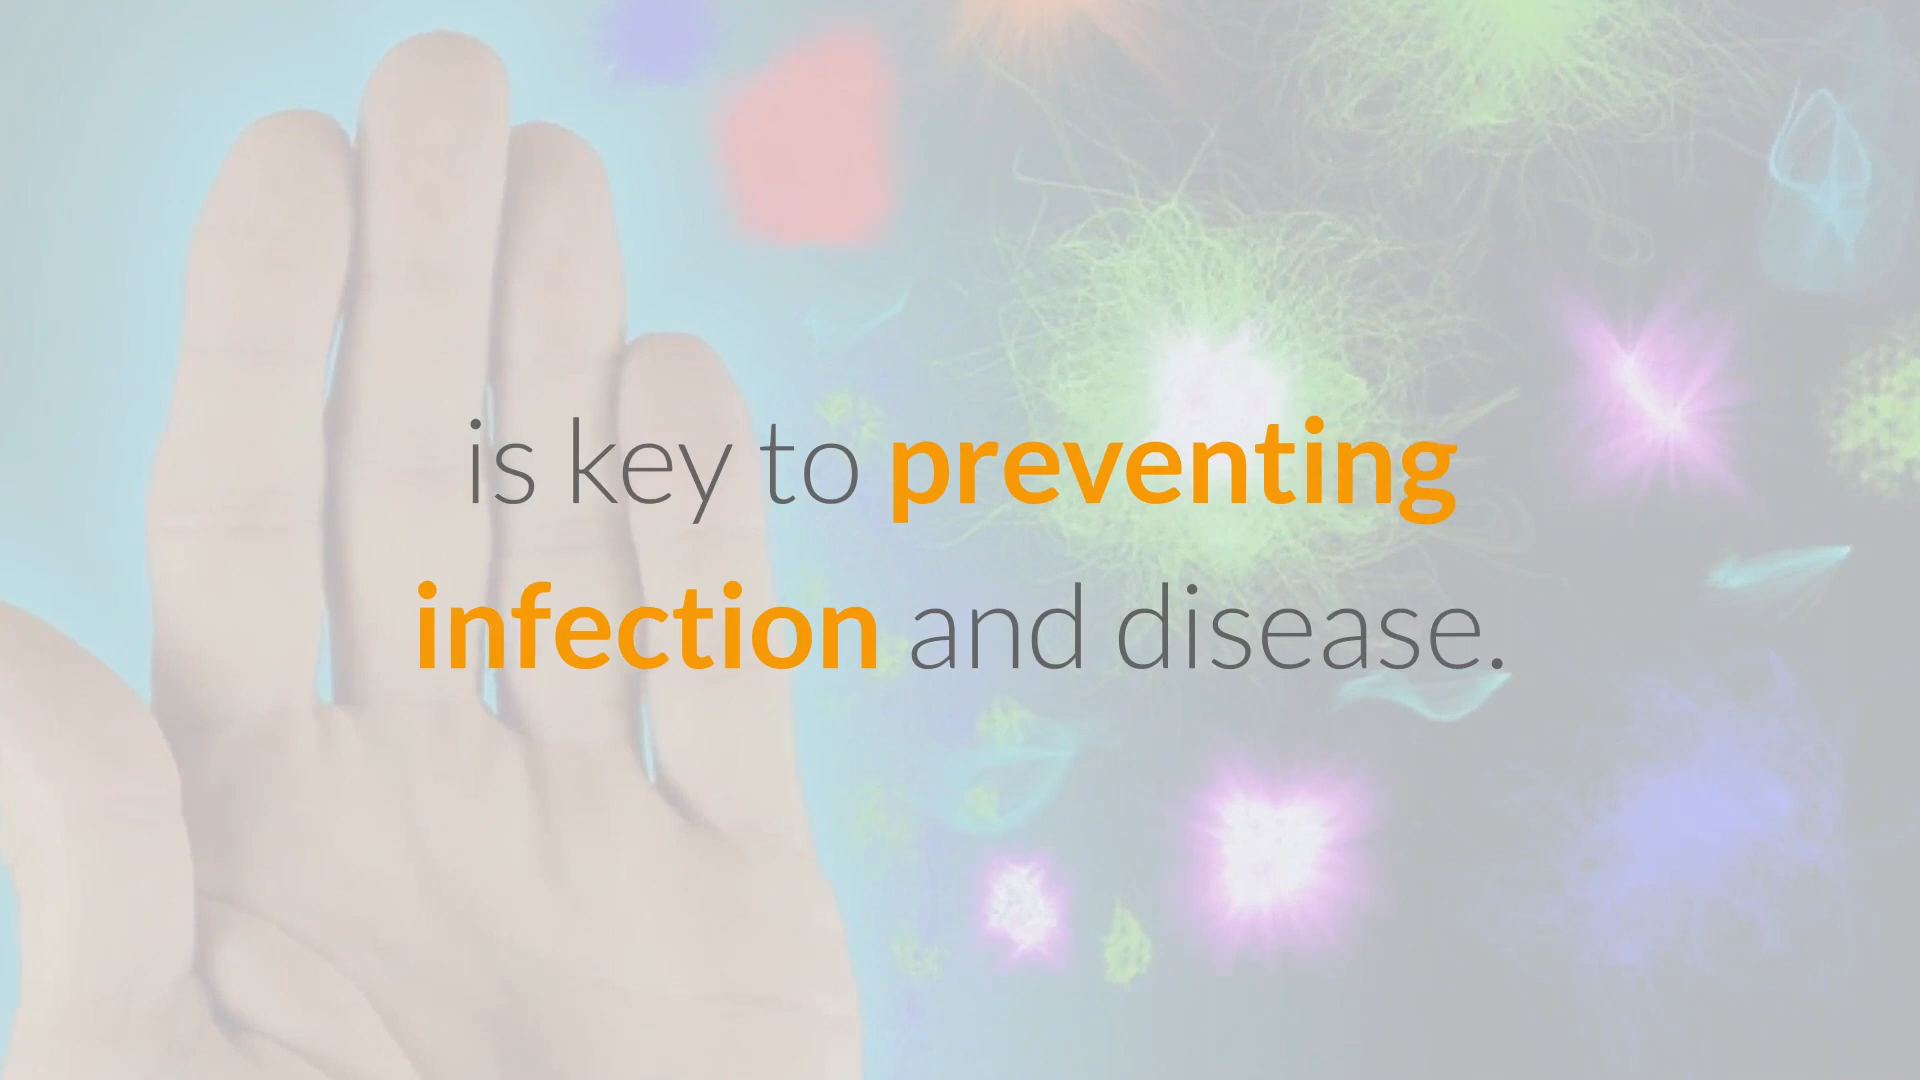 is key to preventing
infection and disease.